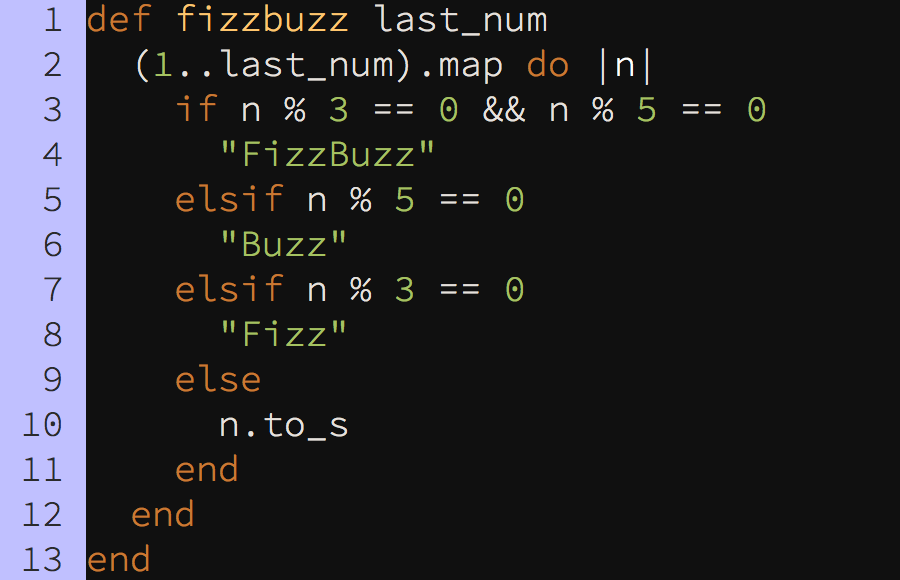 1 def fizzbuzz last_num
2   (1..last_num).map do |n|
3     if n % 3 == 0 && n % 5 == 0
4       "FizzBuzz"
5     elsif n % 5 == 0
6       "Buzz"
7     elsif n % 3 == 0
8       "Fizz"
9     else
10       n.to_s
11     end
12   end
13 end